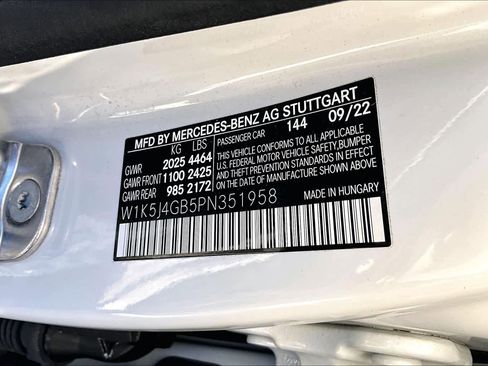 MFD BY MERCEDES-BENZ AG STUTTGART
KG LBS PASSENGER CAR 144 09/22
GVWR 2025 4464
GAWR FRONT 1100 2425
GAWR REAR 985 2172
THIS VEHICLE CONFORMS TO ALL APPLICABLE
U.S. FEDERAL MOTOR VEHICLE SAFETY, BUMPER
AND THEFT PREVENTION STANDARDS IN EFFECT
ON THE DATE OF MANUFACTURE SHOWN ABOVE.
W1K5J4GB5PN351958
MADE IN HUNGARY